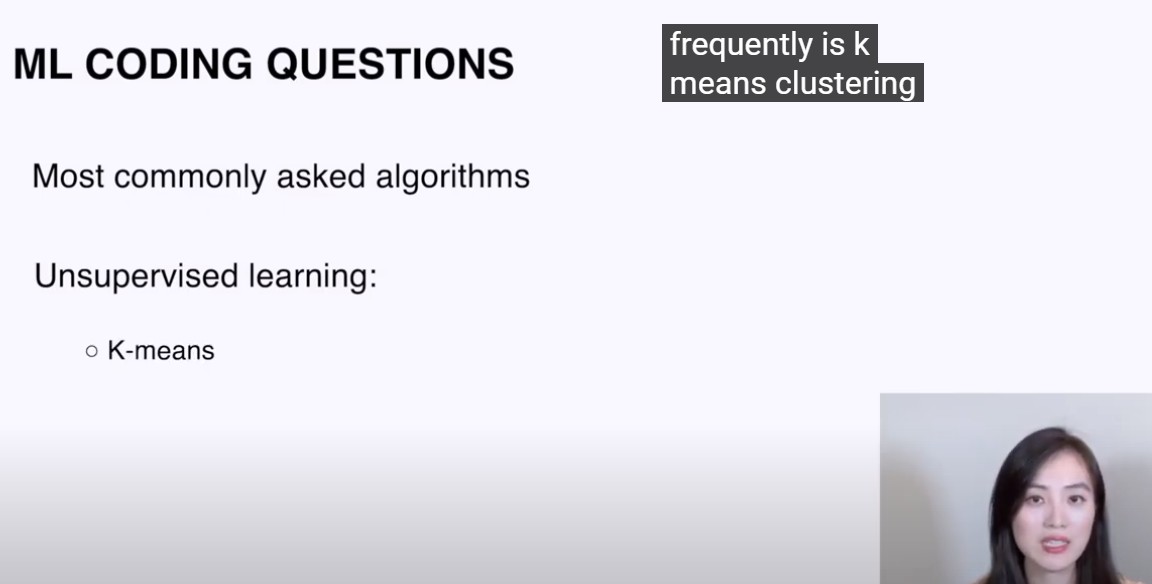 ML CODING QUESTIONS
frequently is k
means clustering
Most commonly asked algorithms
Unsupervised learning:
○ K-means